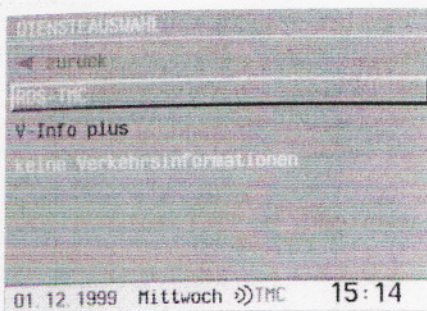 DIENSTEAUSWAHL
◄ zurück
RDS-TMC
V-Info plus
keine Verkehrsinformationen
01.12.1999 Mittwoch TMC 15:14